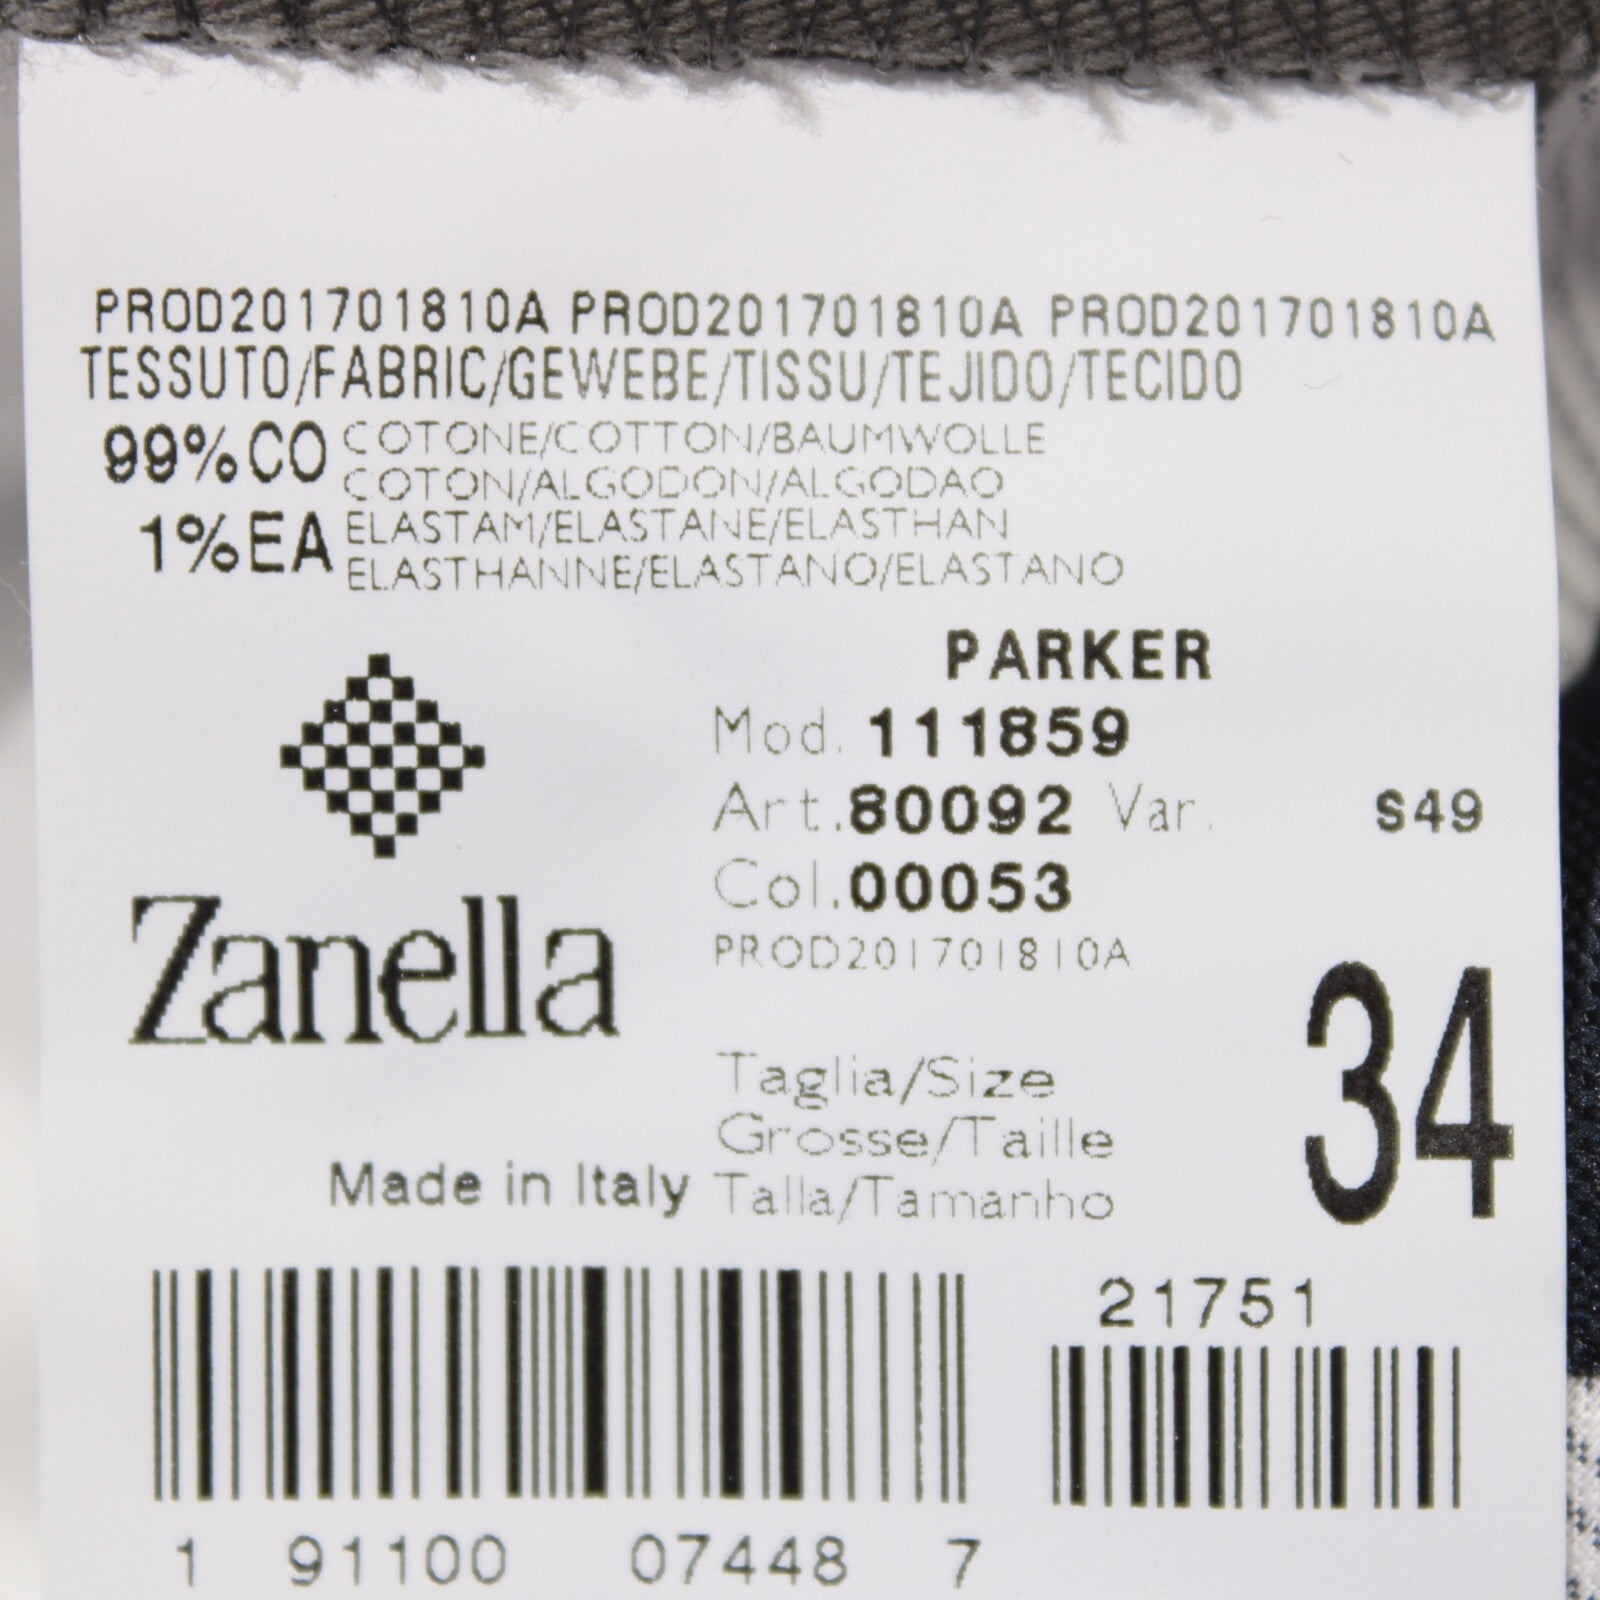 PROD201701810A PROD201701810A PROD201701810A
TESSUTO/FABRIC/GEWEBE/TISSU/TEJIDO/TECIDO
99%CO COTONE/COTTON/BAUMWOLLE
COTON/ALGODON/ALGODAO
1%EA ELASTAM/ELASTANE/ELASTHAN
ELASTHANNE/ELASTANO/ELASTANO
PARKER
Mod. 111859
Art.80092 Var. S49
Col.00053
PROD201701810A
Zanella
Taglia/Size
Grosse/Taille
Talla/Tamanho
34
Made in Italy
21751
1 91100 07448 7